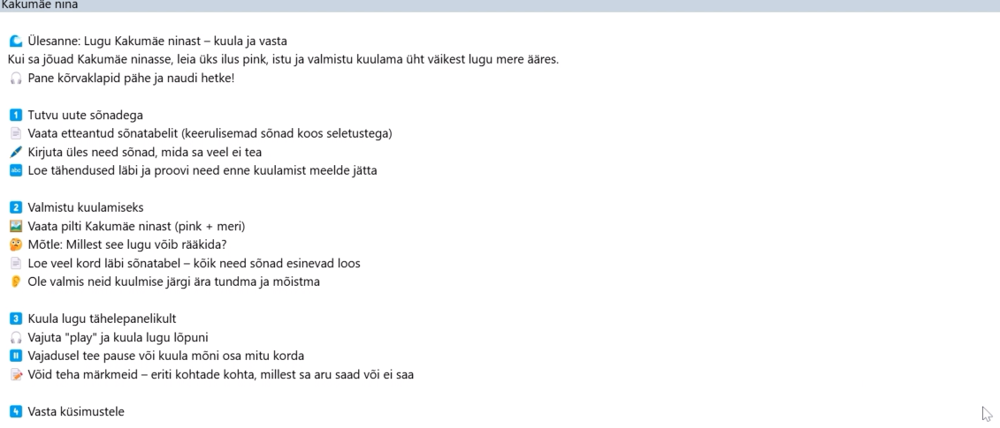 Kakumäe nina
🌊 Ülesanne: Lugu Kakumäe ninast – kuula ja vasta
Kui sa jõuad Kakumäe ninasse, leia üks ilus pink, istu ja valmistu kuulama üht väikest lugu mere ääres.
🎧 Pane kõrvaklapid pähe ja naudi hetke!
1️⃣ Tutvu uute sõnadega
📄 Vaata etteantud sõnatabelit (keerulisemad sõnad koos seletustega)
🖋️ Kirjuta üles need sõnad, mida sa veel ei tea
🔤 Loe tähendused läbi ja proovi need enne kuulamist meelde jätta
2️⃣ Valmistu kuulamiseks
🖼️ Vaata pilti Kakumäe ninast (pink + meri)
🤔 Mõtle: Millest see lugu võib rääkida?
📄 Loe veel kord läbi sõnatabel – kõik need sõnad esinevad loos
👂 Ole valmis neid kuulmise järgi ära tundma ja mõistma
3️⃣ Kuula lugu tähelepanelikult
🎧 Vajuta "play" ja kuula lugu lõpuni
⏸️ Vajadusel tee pause või kuula mõni osa mitu korda
📝 Võid teha märkmeid – eriti kohtade kohta, millest sa aru saad või ei saa
4️⃣ Vasta küsimustele